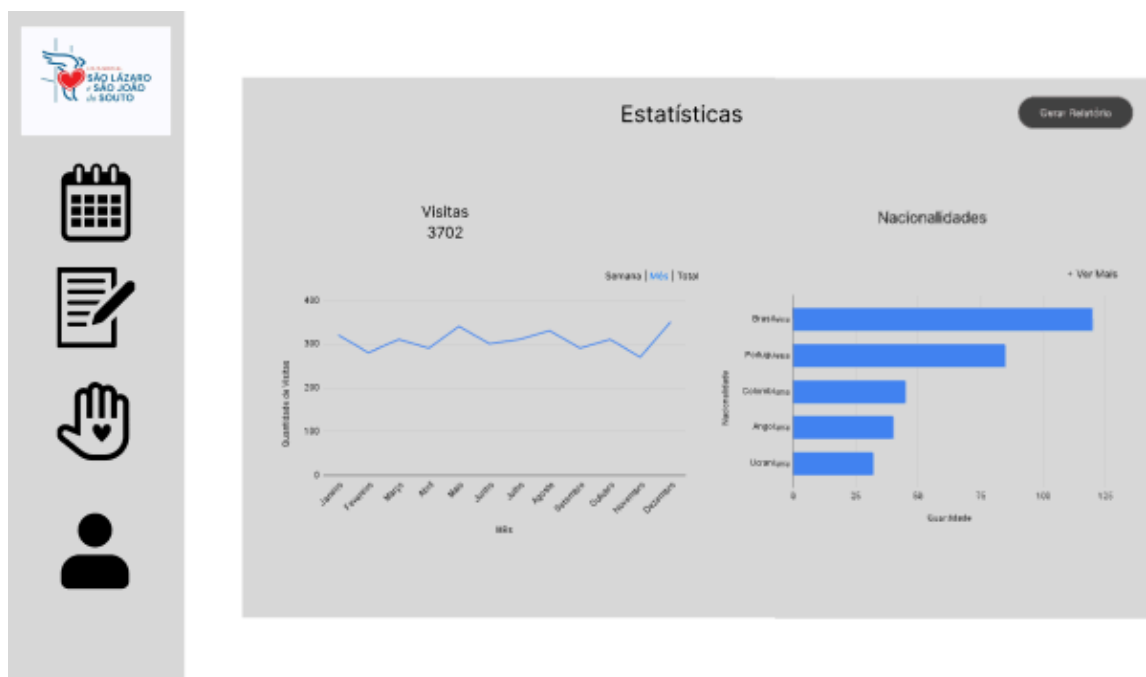 SÃO LÁZARO
e SÃO JOÃO
do SOUTO
Estatísticas
Gerar Relatório
Visitas
3702
Semana | Mês | Total
400
300
200
100
0
Quantidade de Visitas
Janeiro
Fevereiro
Março
Abril
Maio
Junho
Julho
Agosto
Setembro
Outubro
Novembro
Dezembro
Mês
Nacionalidades
+ Ver Mais
Brasileira
Portuguesa
Colombiana
Angolana
Ucraniana
Nacionalidade
0
25
50
75
100
125
Quantidade